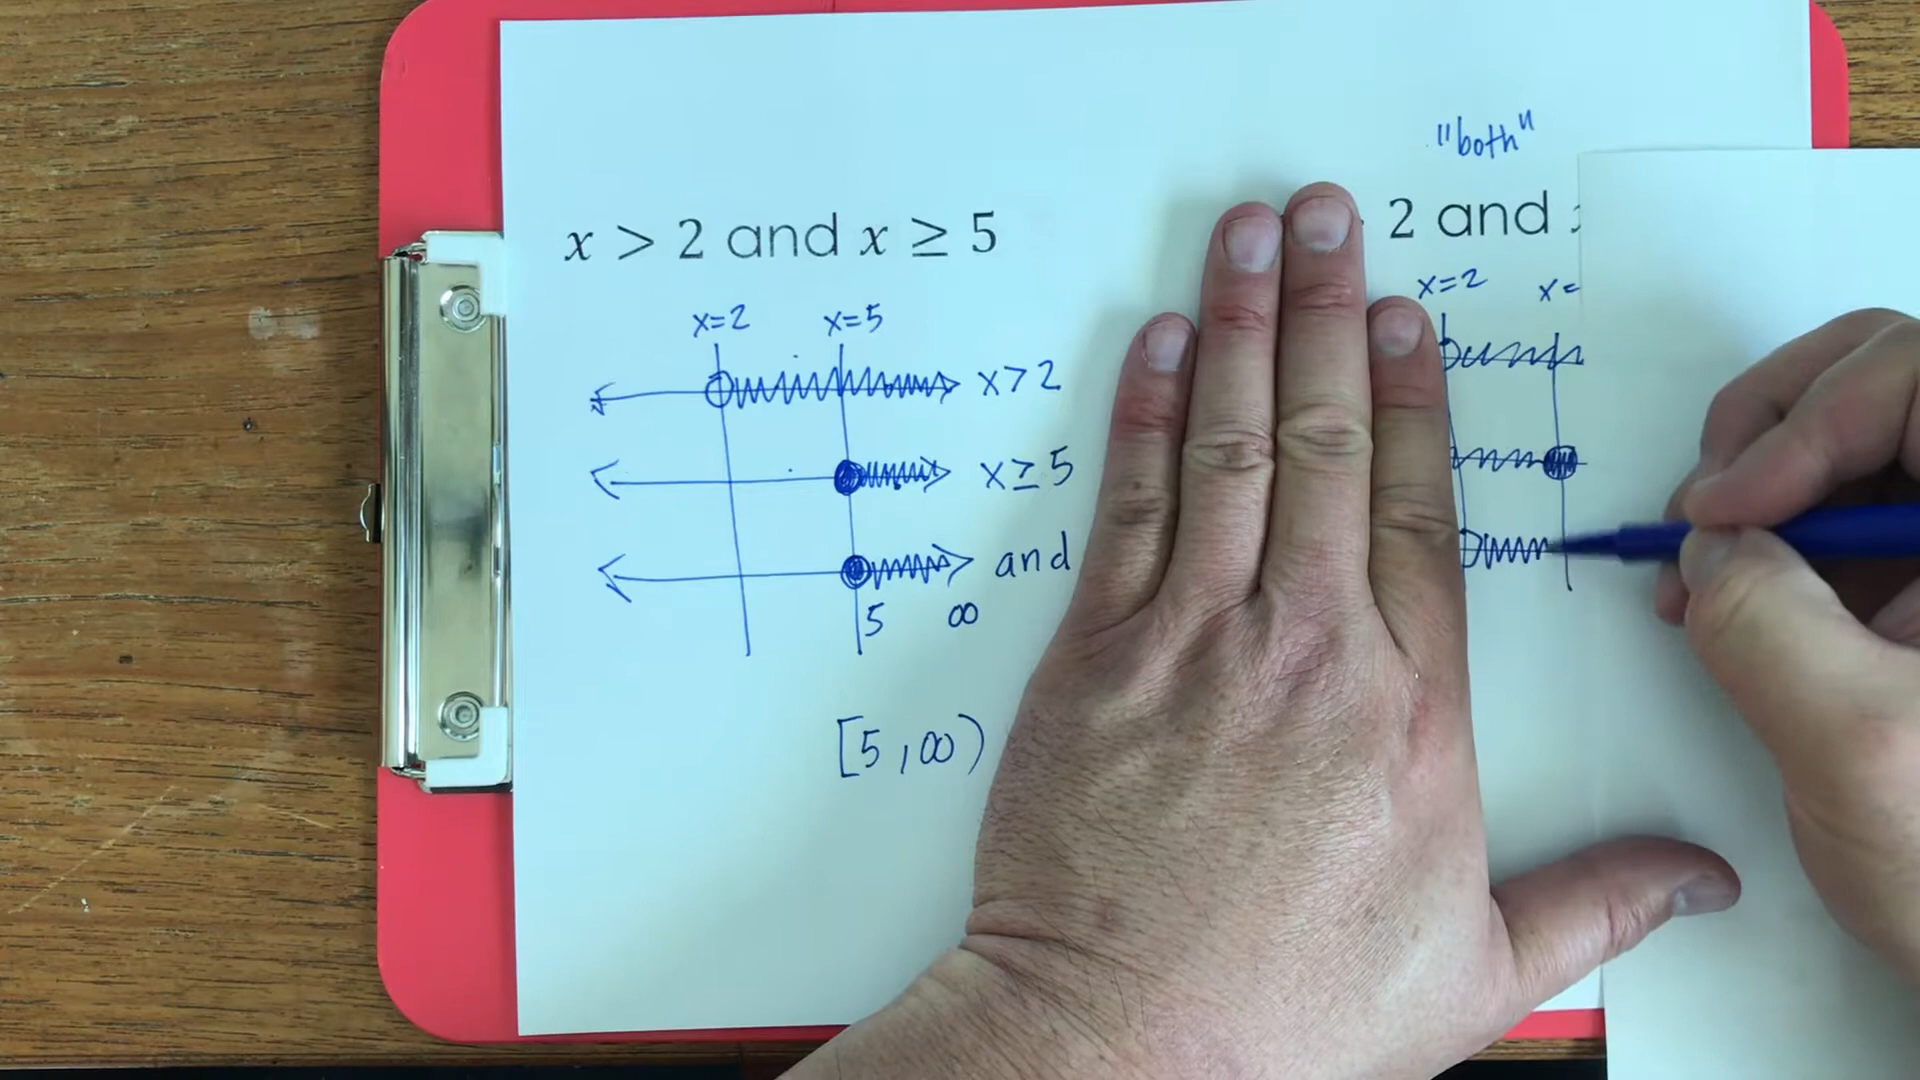 "both"
x > 2 and x ≥ 5
2 and
x=2 x=5
x=2 x=
x>2
x≥5
and
5 ∞
[5,∞)